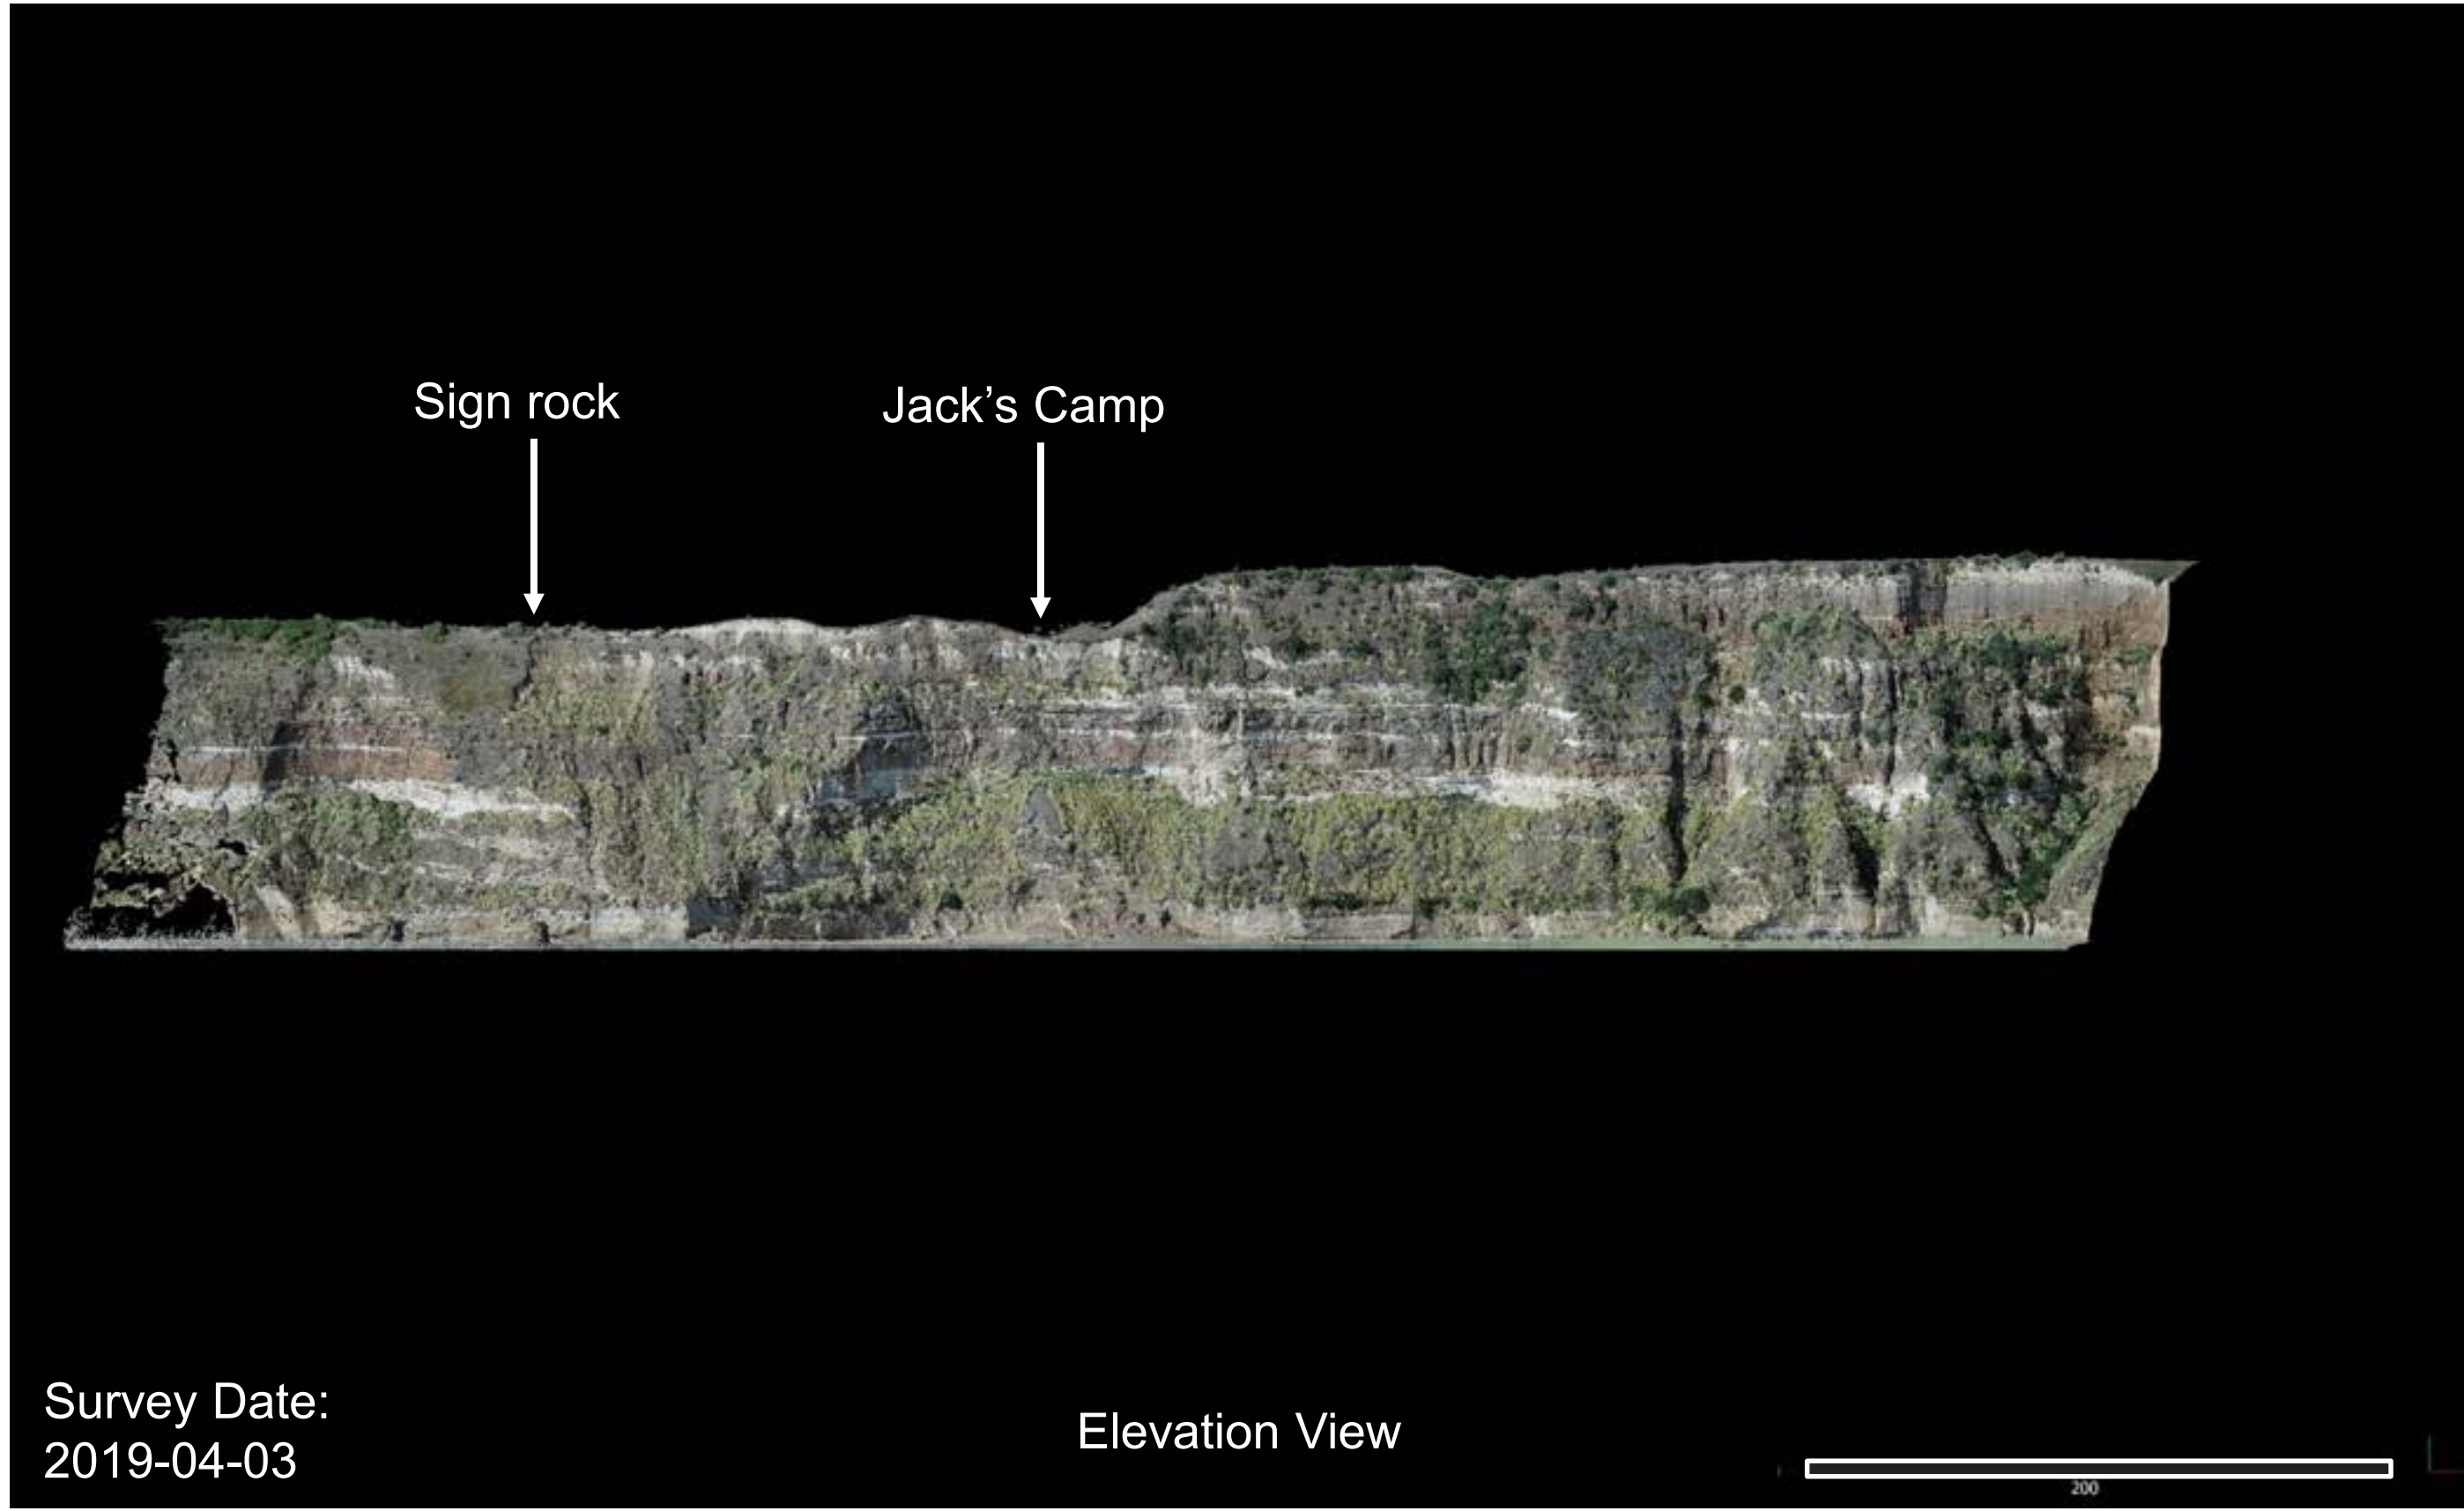 Sign rock
Jack’s Camp
Survey Date:
2019-04-03
Elevation View
200